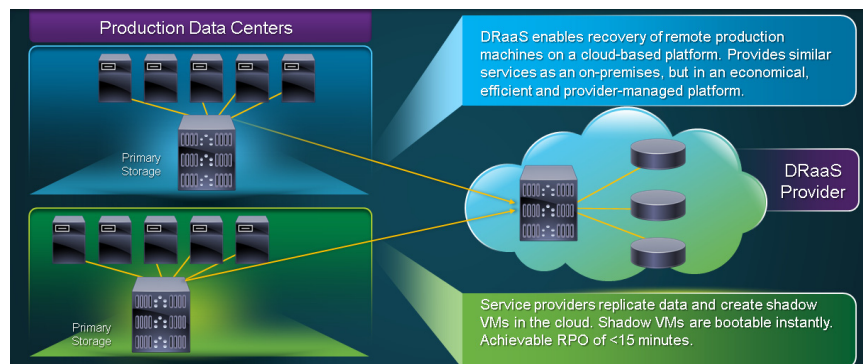 Production Data Centers
DRaaS enables recovery of remote production
machines on a cloud-based platform. Provides similar
services as an on-premises, but in an economical,
efficient and provider-managed platform.
Primary
Storage
DRaaS
Provider
Primary
Storage
Service providers replicate data and create shadow
VMs in the cloud. Shadow VMs are bootable instantly.
Achievable RPO of <15 minutes.